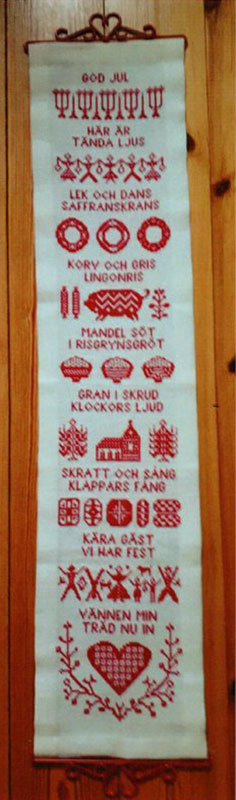 GOD JUL
HÄR ÄR
TÄNDA LJUS
LEK OCH DANS
SAFFRANSKRANS
KORV OCH GRIS
LINGONRIS
MANDEL SÖT
I RISGRYNSGRÖT
GRAN I SKRUD
KLOCKORS LJUD
SKRATT OCH SÅNG
KLAPPARS FÅNG
KÄRA GÄST
VI HAR FEST
VÄNNEN MIN
TRÄD NU IN